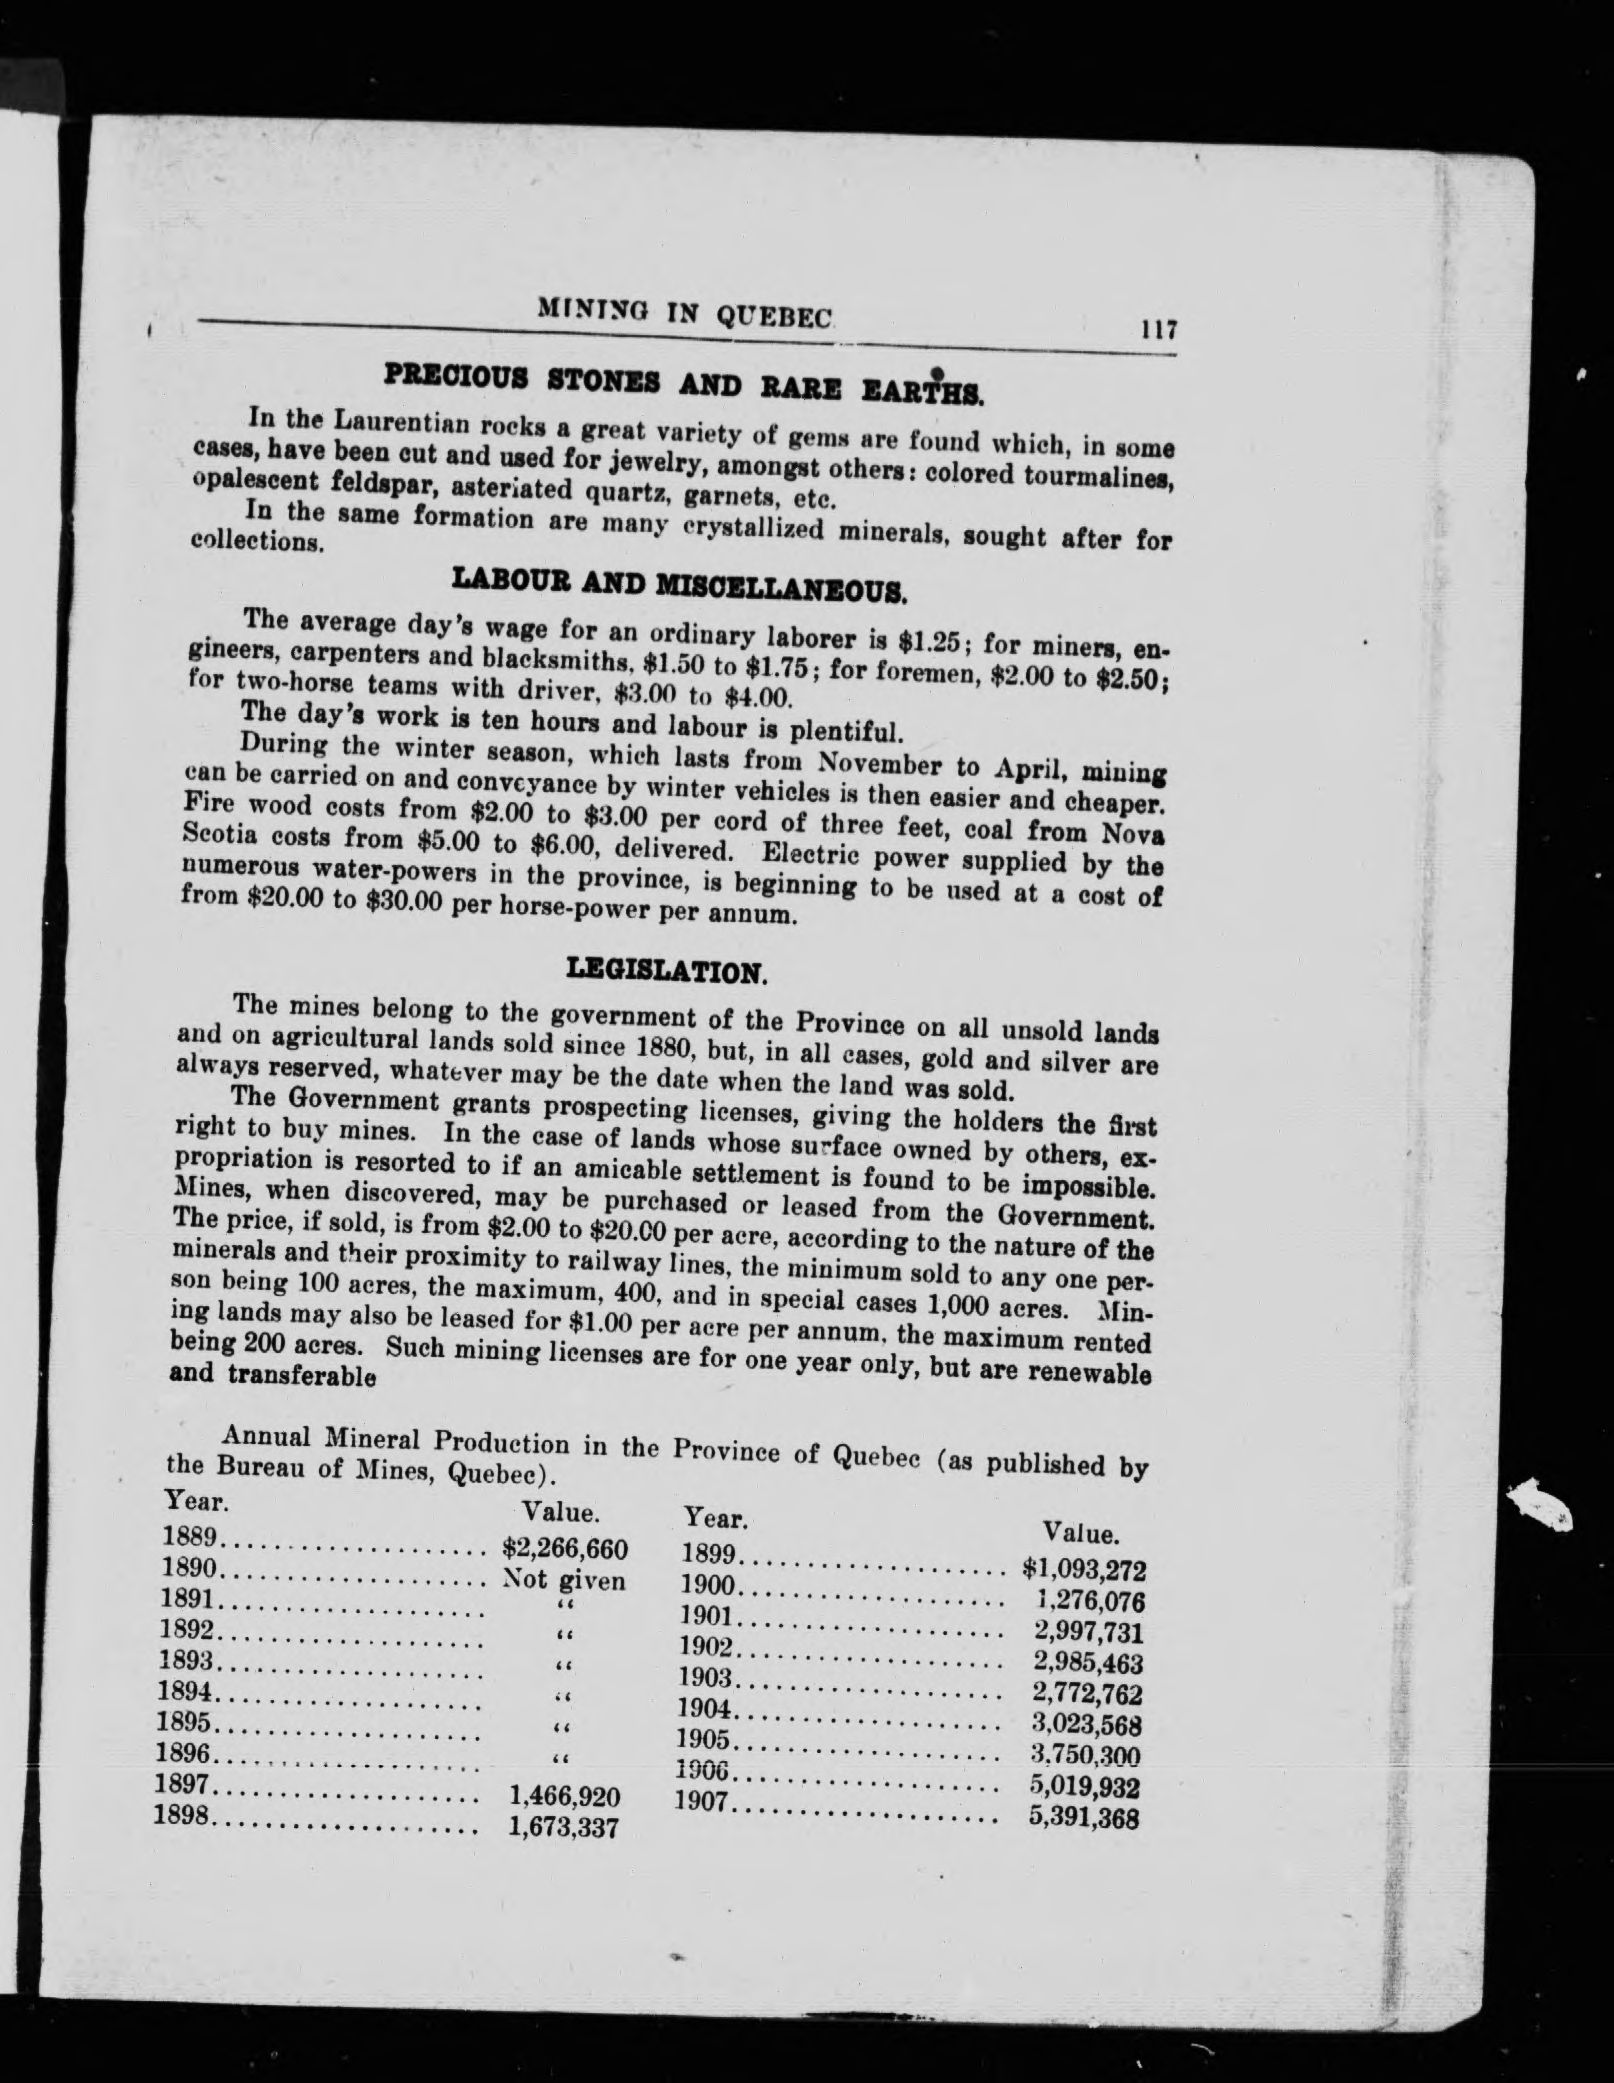 MINING IN QUEBEC 117
PRECIOUS STONES AND RARE EARTHS.
In the Laurentian rocks a great variety of gems are found which, in some
cases, have been cut and used for jewelry, amongst others: colored tourmalines,
opalescent feldspar, asteriated quartz, garnets, etc.
In the same formation are many crystallized minerals, sought after for
collections.
LABOUR AND MISCELLANEOUS.
The average day's wage for an ordinary laborer is $1.25; for miners, en-
gineers, carpenters and blacksmiths, $1.50 to $1.75; for foremen, $2.00 to $2.50;
for two-horse teams with driver, $3.00 to $4.00.
The day's work is ten hours and labour is plentiful.
During the winter season, which lasts from November to April, mining
can be carried on and conveyance by winter vehicles is then easier and cheaper.
Fire wood costs from $2.00 to $3.00 per cord of three feet, coal from Nova
Scotia costs from $5.00 to $6.00, delivered. Electric power supplied by the
numerous water-powers in the province, is beginning to be used at a cost of
from $20.00 to $30.00 per horse-power per annum.
LEGISLATION.
The mines belong to the government of the Province on all unsold lands
and on agricultural lands sold since 1880, but, in all cases, gold and silver are
always reserved, whatever may be the date when the land was sold.
The Government grants prospecting licenses, giving the holders the first
right to buy mines. In the case of lands whose surface owned by others, ex-
propriation is resorted to if an amicable settlement is found to be impossible.
Mines, when discovered, may be purchased or leased from the Government.
The price, if sold, is from $2.00 to $20.00 per acre, according to the nature of the
minerals and their proximity to railway lines, the minimum sold to any one per-
son being 100 acres, the maximum, 400, and in special cases 1,000 acres. Min-
ing lands may also be leased for $1.00 per acre per annum, the maximum rented
being 200 acres. Such mining licenses are for one year only, but are renewable
and transferable
Annual Mineral Production in the Province of Quebec (as published by
the Bureau of Mines, Quebec).
Year. Value. Year. Value.
1889.................... $2,266,660 1899.................... $1,093,272
1890.................... Not given 1900.................... 1,276,076
1891.................... “ 1901.................... 2,997,731
1892.................... “ 1902.................... 2,985,463
1893.................... “ 1903.................... 2,772,762
1894.................... “ 1904.................... 3,023,568
1895.................... “ 1905.................... 3,750,300
1896.................... “ 1906.................... 5,019,932
1897.................... 1,466,920 1907.................... 5,391,368
1898.................... 1,673,337